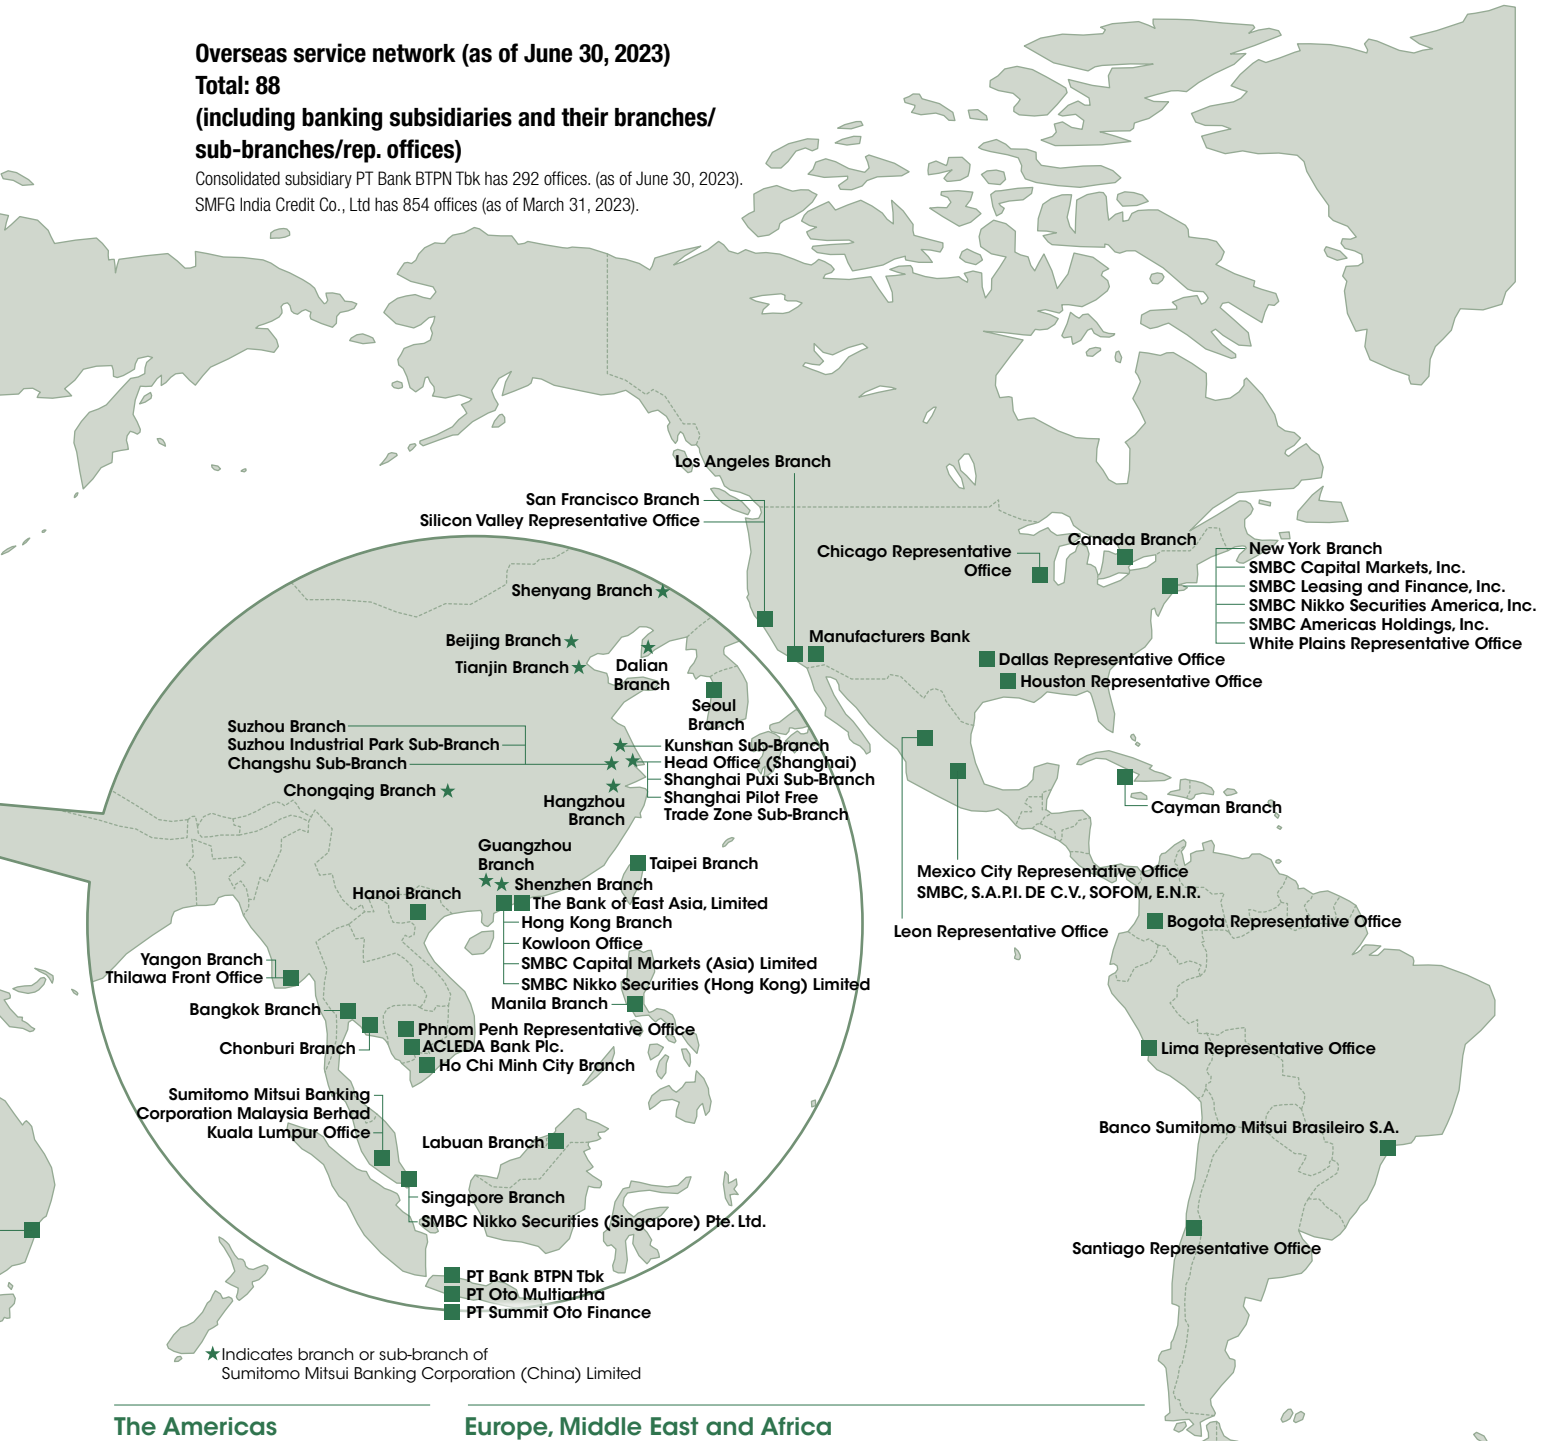 Overseas service network (as of June 30, 2023)
Total: 88
(including banking subsidiaries and their branches/
sub-branches/rep. offices)
Consolidated subsidiary PT Bank BTPN Tbk has 292 offices. (as of June 30, 2023).
SMFG India Credit Co., Ltd has 854 offices (as of March 31, 2023).
Los Angeles Branch
San Francisco Branch
Silicon Valley Representative Office
Chicago Representative
Office
Canada Branch
New York Branch
SMBC Capital Markets, Inc.
SMBC Leasing and Finance, Inc.
SMBC Nikko Securities America, Inc.
SMBC Americas Holdings, Inc.
White Plains Representative Office
Manufacturers Bank
Dallas Representative Office
Houston Representative Office
Shenyang Branch
Beijing Branch
Tianjin Branch
Dalian
Branch
Seoul
Branch
Suzhou Branch
Suzhou Industrial Park Sub-Branch
Changshu Sub-Branch
Chongqing Branch
Kunshan Sub-Branch
Head Office (Shanghai)
Shanghai Puxi Sub-Branch
Shanghai Pilot Free
Trade Zone Sub-Branch
Hangzhou
Branch
Guangzhou
Branch
Shenzhen Branch
Taipei Branch
Hanoi Branch
The Bank of East Asia, Limited
Hong Kong Branch
Kowloon Office
SMBC Capital Markets (Asia) Limited
SMBC Nikko Securities (Hong Kong) Limited
Manila Branch
Yangon Branch
Thilawa Front Office
Bangkok Branch
Chonburi Branch
Phnom Penh Representative Office
ACLEDA Bank Plc.
Ho Chi Minh City Branch
Sumitomo Mitsui Banking
Corporation Malaysia Berhad
Kuala Lumpur Office
Labuan Branch
Singapore Branch
SMBC Nikko Securities (Singapore) Pte. Ltd.
PT Bank BTPN Tbk
PT Oto Multiartha
PT Summit Oto Finance
Cayman Branch
Mexico City Representative Office
SMBC, S.A.P.I. DE C.V., SOFOM, E.N.R.
Leon Representative Office
Bogota Representative Office
Lima Representative Office
Banco Sumitomo Mitsui Brasileiro S.A.
Santiago Representative Office
★Indicates branch or sub-branch of
Sumitomo Mitsui Banking Corporation (China) Limited
The Americas
Europe, Middle East and Africa